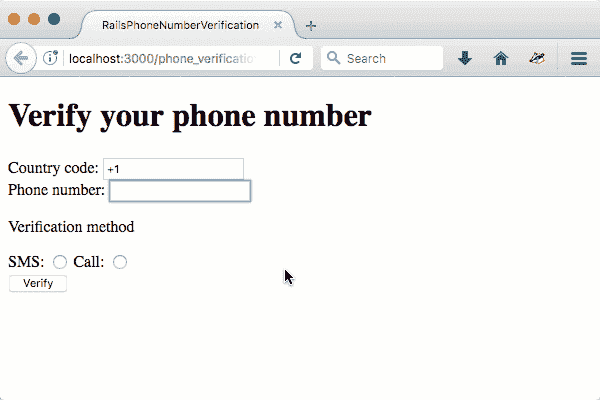 RailsPhoneNumberVerification
localhost:3000/phone_verificatio
Search
Verify your phone number
Country code: +1
Phone number:
Verification method
SMS: Call:
Verify